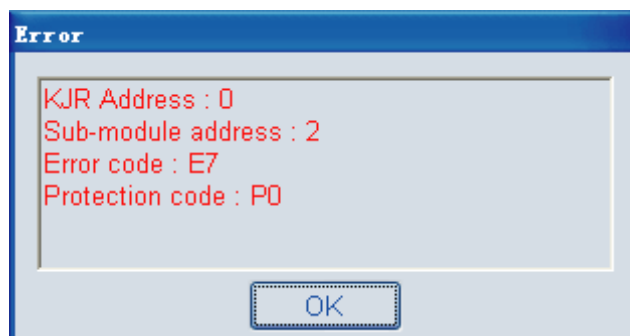 Error
KJR Address : 0
Sub-module address : 2
Error code : E7
Protection code : P0
OK